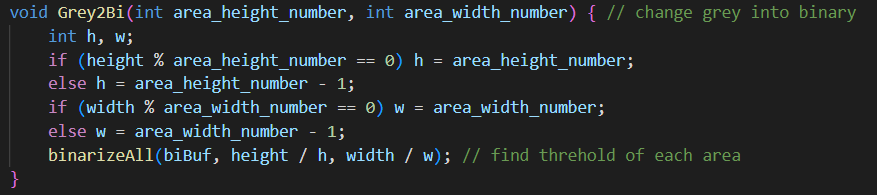 void Grey2Bi(int area_height_number, int area_width_number) { // change grey into binary
    int h, w;
    if (height % area_height_number == 0) h = area_height_number;
    else h = area_height_number - 1;
    if (width % area_width_number == 0) w = area_width_number;
    else w = area_width_number - 1;
    binarizeAll(biBuf, height / h, width / w); // find threhold of each area
}